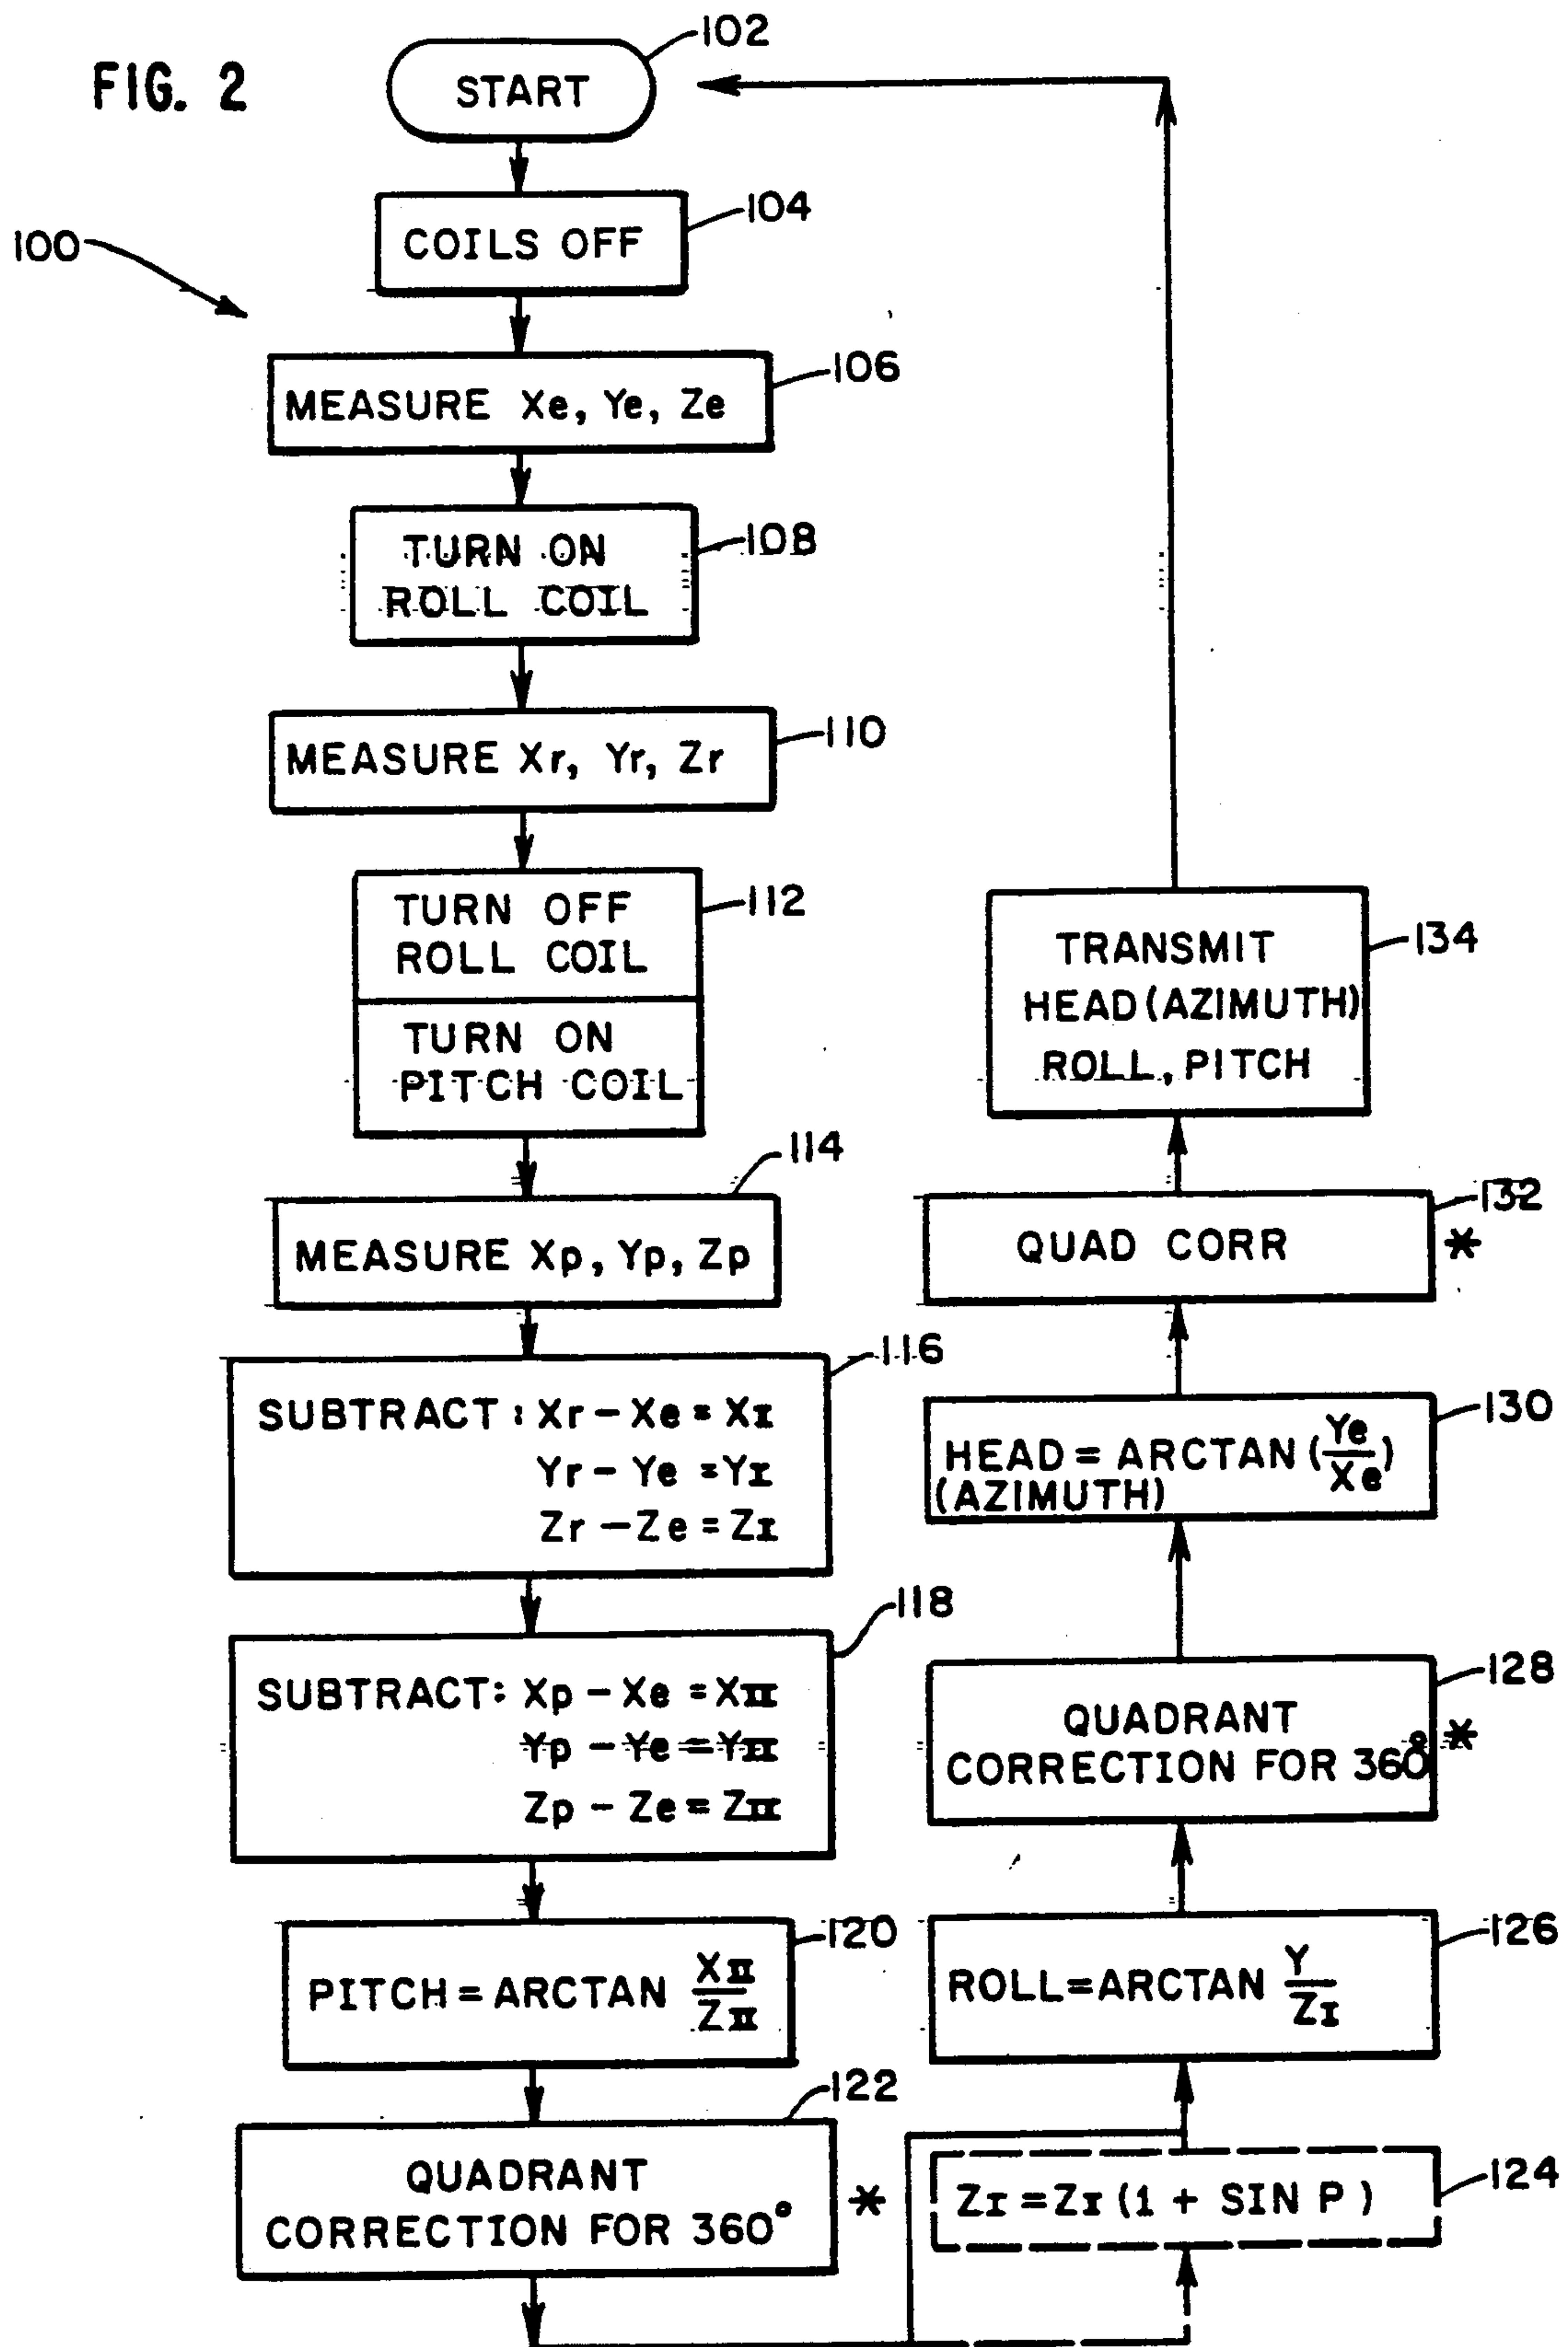 FIG. 2
START
102
100
COILS OFF
104
MEASURE Xe, Ye, Ze
106
TURN ON
ROLL COIL
108
MEASURE Xr, Yr, Zr
110
TURN OFF
ROLL COIL
112
TURN ON
PITCH COIL
MEASURE Xp, Yp, Zp
114
SUBTRACT: Xr - Xe = XI
Yr - Ye = YI
Zr - Ze = ZI
116
SUBTRACT: Xp - Xe = XII
Yp - Ye = YII
Zp - Ze = ZII
118
PITCH = ARCTAN XII
ZII
120
QUADRANT
CORRECTION FOR 360°
122
*
ZI = ZI (1 + SIN P)
124
ROLL = ARCTAN Y
ZI
126
QUADRANT
CORRECTION FOR 360°
128
*
HEAD = ARCTAN (Ye
Xe)
(AZIMUTH)
130
QUAD CORR
132
*
TRANSMIT
HEAD (AZIMUTH)
ROLL, PITCH
134